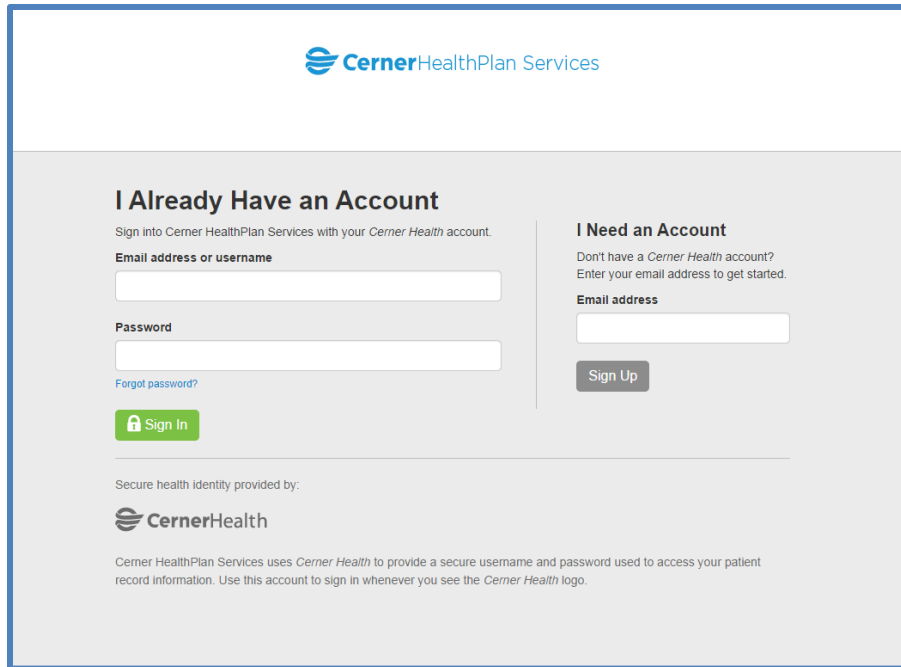 CernerHealthPlan Services
I Already Have an Account
Sign into Cerner HealthPlan Services with your Cerner Health account.
Email address or username
Password
Forgot password?
Sign In
I Need an Account
Don't have a Cerner Health account?
Enter your email address to get started.
Email address
Sign Up
Secure health identity provided by:
CernerHealth
Cerner HealthPlan Services uses Cerner Health to provide a secure username and password used to access your patient
record information. Use this account to sign in whenever you see the Cerner Health logo.